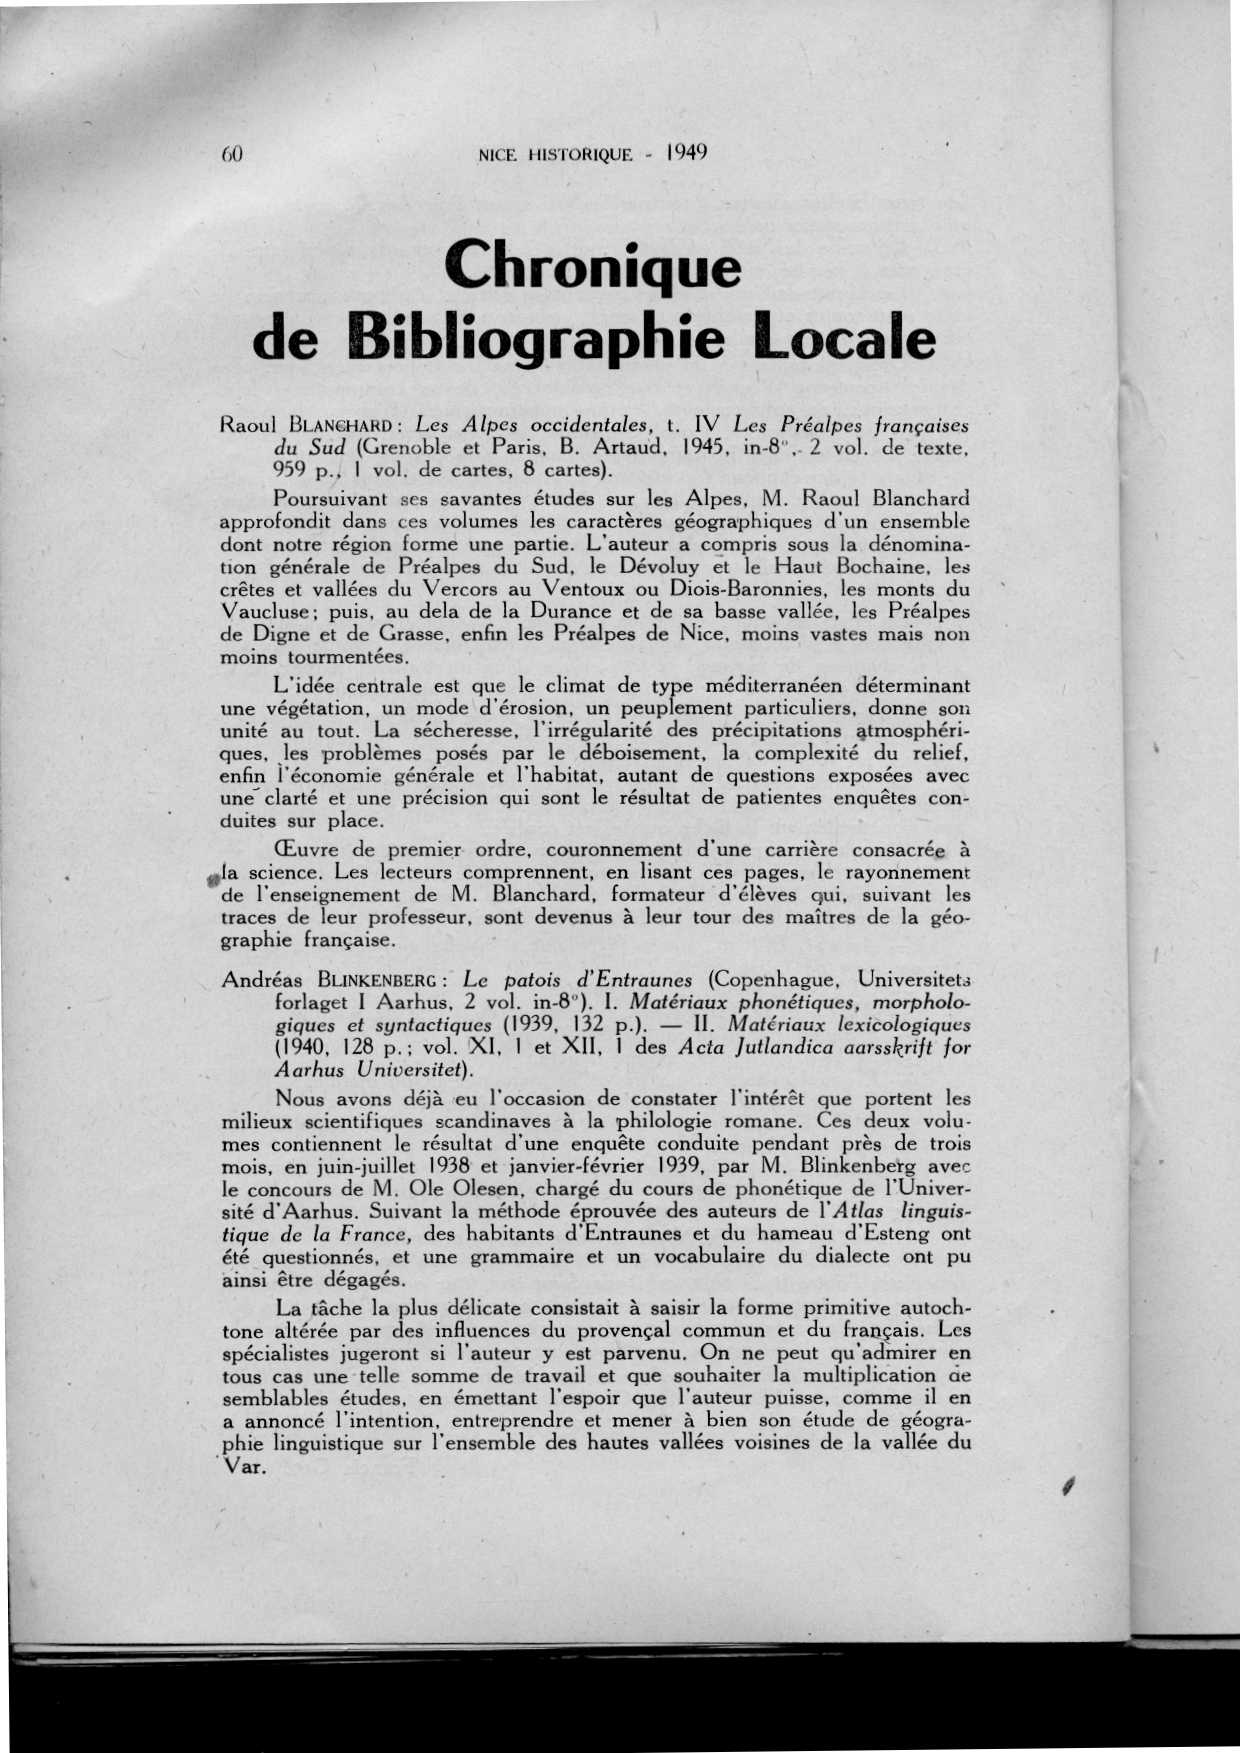 60
NICE HISTORIQUE - 1949
Chronique
de Bibliographie Locale
Raoul BLANCHARD : Les Alpes occidentales, t. IV Les Préalpes françaises
du Sud (Grenoble et Paris, B. Artaud, 1945, in-8°, 2 vol. de texte,
959 p., 1 vol. de cartes, 8 cartes).
Poursuivant ses savantes études sur les Alpes, M. Raoul Blanchard
approfondit dans ces volumes les caractères géographiques d'un ensemble
dont notre région forme une partie. L'auteur a compris sous la dénomina-
tion générale de Préalpes du Sud, le Dévoluy et le Haut Bochaine, les
crêtes et vallées du Vercors au Ventoux ou Diois-Baronnies, les monts du
Vaucluse; puis, au dela de la Durance et de sa basse vallée, les Préalpes
de Digne et de Grasse, enfin les Préalpes de Nice, moins vastes mais non
moins tourmentées.
L'idée centrale est que le climat de type méditerranéen déterminant
une végétation, un mode d'érosion, un peuplement particuliers, donne son
unité au tout. La sécheresse, l'irrégularité des précipitations atmosphéri-
ques, les problèmes posés par le déboisement, la complexité du relief,
enfin l'économie générale et l'habitat, autant de questions exposées avec
une clarté et une précision qui sont le résultat de patientes enquêtes con-
duites sur place.
Œuvre de premier ordre, couronnement d'une carrière consacrée à
la science. Les lecteurs comprennent, en lisant ces pages, le rayonnement
de l'enseignement de M. Blanchard, formateur d'élèves qui, suivant les
traces de leur professeur, sont devenus à leur tour des maîtres de la géo-
graphie française.
Andréas BLINKENBERG : Le patois d'Entraunes (Copenhague, Universitets
forlaget I Aarhus, 2 vol. in-8°). I. Matériaux phonétiques, morpholo-
giques et syntactiques (1939, 132 p.). — II. Matériaux lexicologiques
(1940, 128 p.; vol. XI, 1 et XII, 1 des Acta Jutlandica aarsskrift for
Aarhus Universitet).
Nous avons déjà eu l'occasion de constater l'intérêt que portent les
milieux scientifiques scandinaves à la philologie romane. Ces deux volu-
mes contiennent le résultat d'une enquête conduite pendant près de trois
mois, en juin-juillet 1938 et janvier-février 1939, par M. Blinkenberg avec
le concours de M. Ole Olesen, chargé du cours de phonétique de l'Univer-
sité d'Aarhus. Suivant la méthode éprouvée des auteurs de l'Atlas linguis-
tique de la France, des habitants d'Entraunes et du hameau d'Esteng ont
été questionnés, et une grammaire et un vocabulaire du dialecte ont pu
ainsi être dégagés.
La tâche la plus délicate consistait à saisir la forme primitive autoch-
tone altérée par des influences du provençal commun et du français. Les
spécialistes jugeront si l'auteur y est parvenu. On ne peut qu'admirer en
tous cas une telle somme de travail et que souhaiter la multiplication de
semblables études, en émettant l'espoir que l'auteur puisse, comme il en
a annoncé l'intention, entreprendre et mener à bien son étude de géogra-
phie linguistique sur l'ensemble des hautes vallées voisines de la vallée du
Var.